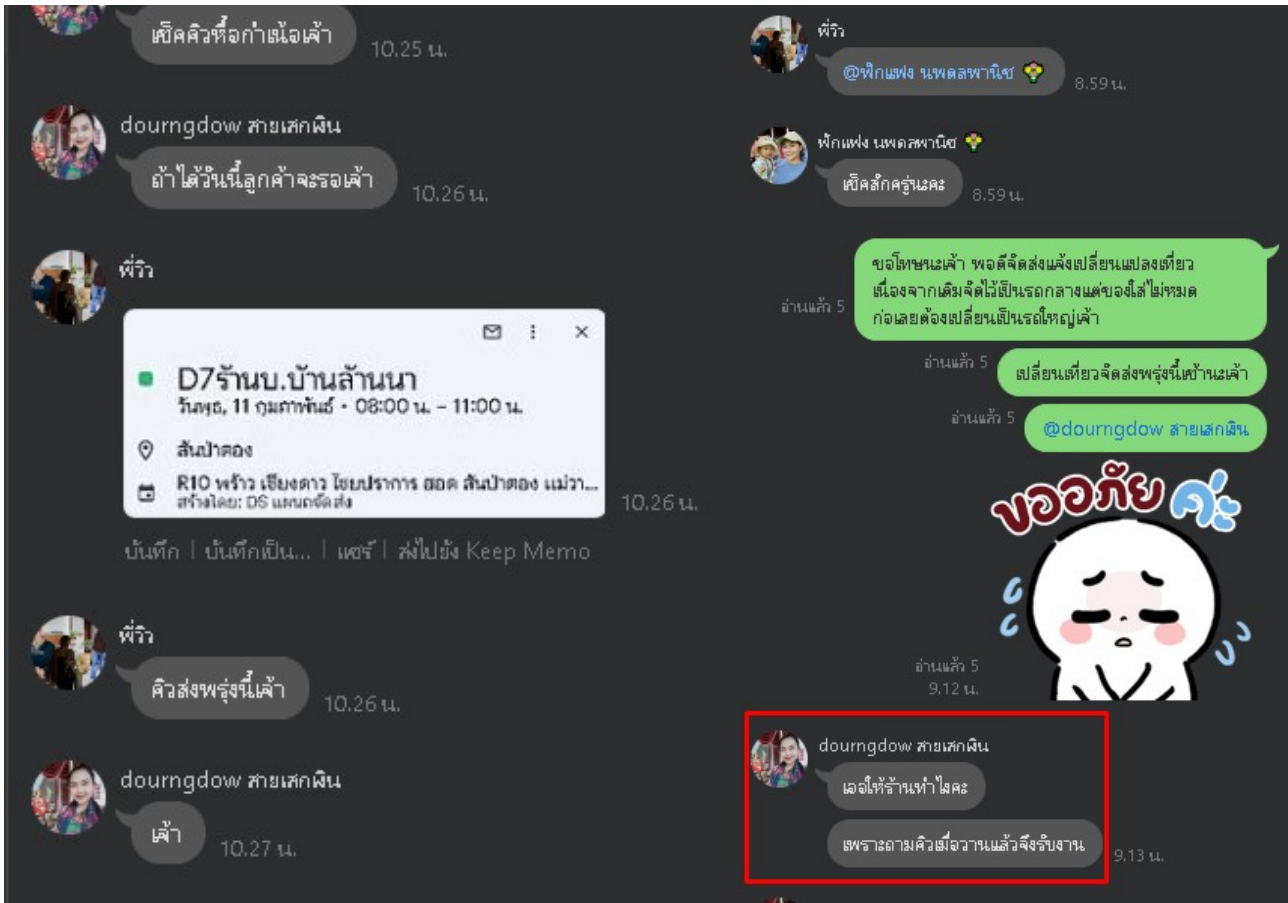 เช็คคิวหื้อกำเน้อเจ้า
10.25 น.
dourngdow สายเสกผิน
ถ้าได้วันนี้ลูกค้าจะรอเจ้า
10.26 น.
พี่วิว
D7ร้านบ.บ้านล้านนา
วันพุธ, 11 กุมภาพันธ์ • 08:00 น. – 11:00 น.
สันป่าตอง
R10 พร้าว เชียงดาว ไชยปราการ ฮอด สันป่าตอง แม่วา...
สร้างโดย: DS แผนกจัดส่ง
10.26 น.
บันทึก | บันทึกเป็น... | แชร์ | ส่งไปยัง Keep Memo
พี่วิว
คิวส่งพรุ่งนี้เจ้า
10.26 น.
dourngdow สายเสกผิน
เจ้า
10.27 น.
พี่วิว
@ฟักแฟง นพดลพานิช
8.59 น.
ฟักแฟง นพดลพานิช
เช็คสักครู่นะคะ
8.59 น.
ขอโทษนะเจ้า พอดีจัดส่งแจ้งเปลี่ยนแปลงเที่ยว
เนื่องจากเดิมจัดไว้เป็นรถกลางแต่ของใส่ไม่หมด
ก่อเลยต้องเปลี่ยนเป็นรถใหญ่เจ้า
อ่านแล้ว 5
เปลี่ยนเที่ยวจัดส่งพรุ่งนี้เช้านะเจ้า
อ่านแล้ว 5
@dourngdow สายเสกผิน
อ่านแล้ว 5
ขออภัย ค่ะ
อ่านแล้ว 5
9.12 น.
dourngdow สายเสกผิน
เออให้ร้านทำไงคะ
เพราะถามคิวเมื่อวานแล้วจึงรับงาน
9.13 น.